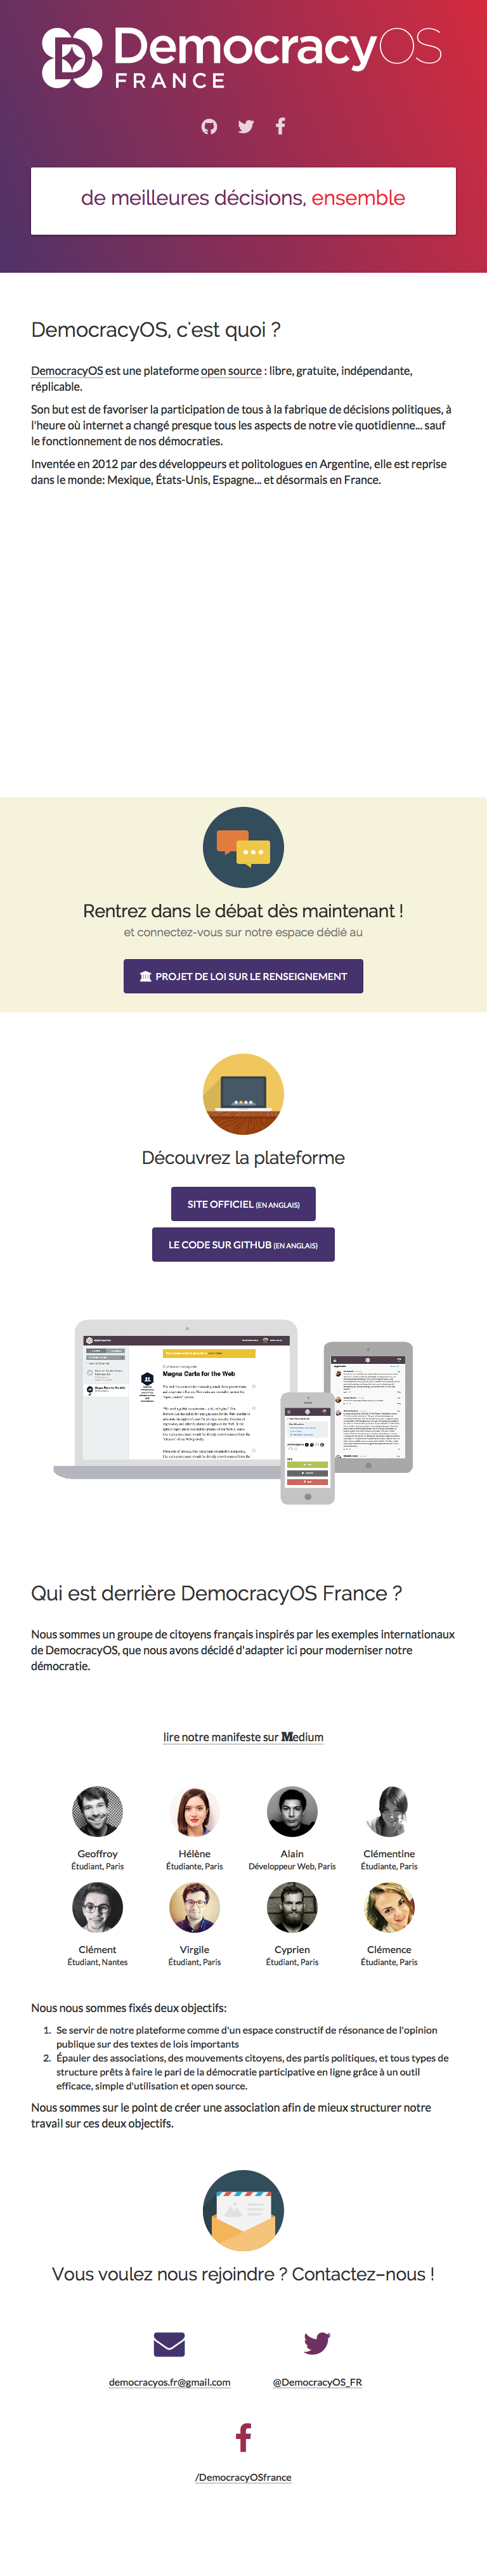 DemocracyOS
FRANCE
de meilleures décisions, ensemble
DemocracyOS, c'est quoi ?
DemocracyOS est une plateforme open source : libre, gratuite, indépendante,
réplicable.
Son but est de favoriser la participation de tous à la fabrique de décisions politiques, à
l'heure où internet a changé presque tous les aspects de notre vie quotidienne... sauf
le fonctionnement de nos démocraties.
Inventée en 2012 par des développeurs et politologues en Argentine, elle est reprise
dans le monde: Mexique, États-Unis, Espagne... et désormais en France.
Rentrez dans le débat dès maintenant !
et connectez-vous sur notre espace dédié au
PROJET DE LOI SUR LE RENSEIGNEMENT
Découvrez la plateforme
SITE OFFICIEL (EN ANGLAIS)
LE CODE SUR GITHUB (EN ANGLAIS)
Magna Carta for the Web
Qui est derrière DemocracyOS France ?
Nous sommes un groupe de citoyens français inspirés par les exemples internationaux
de DemocracyOS, que nous avons décidé d'adapter ici pour moderniser notre
démocratie.
lire notre manifeste sur Medium
Geoffroy Hélène Alain Clémentine
Étudiant, Paris Étudiante, Paris Développeur Web, Paris Étudiante, Paris
Clément Virgile Cyprien Clémence
Étudiant, Nantes Étudiant, Paris Étudiant, Paris Étudiante, Paris
Nous nous sommes fixés deux objectifs:
1. Se servir de notre plateforme comme d'un espace constructif de résonance de l'opinion
publique sur des textes de lois importants
2. Épauler des associations, des mouvements citoyens, des partis politiques, et tous types de
structure prêts à faire le pari de la démocratie participative en ligne grâce à un outil
efficace, simple d'utilisation et open source.
Nous sommes sur le point de créer une association afin de mieux structurer notre
travail sur ces deux objectifs.
Vous voulez nous rejoindre ? Contactez-nous !
democracyos.fr@gmail.com @DemocracyOS_FR
/DemocracyOSfrance